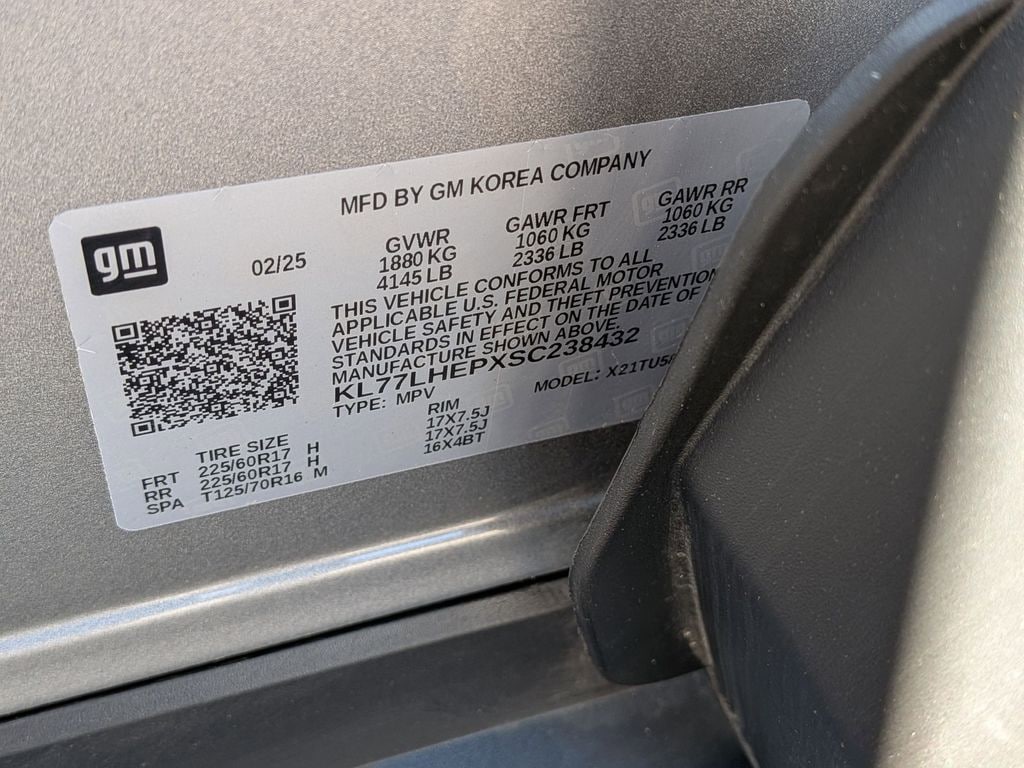 gm
MFD BY GM KOREA COMPANY
02/25
GVWR
1880 KG
4145 LB
GAWR FRT
1060 KG
2336 LB
GAWR RR
1060 KG
2336 LB
THIS VEHICLE CONFORMS TO ALL
APPLICABLE U.S. FEDERAL MOTOR
VEHICLE SAFETY AND THEFT PREVENTION
STANDARDS IN EFFECT ON THE DATE OF
MANUFACTURE SHOWN ABOVE.
KL77LHEPXSC238432
TYPE: MPV
MODEL:
TIRE SIZE RIM
FRT 225/60R17 H 17X7.5J
RR 225/60R17 H 17X7.5J
SPA T125/70R16 M 16X4BT